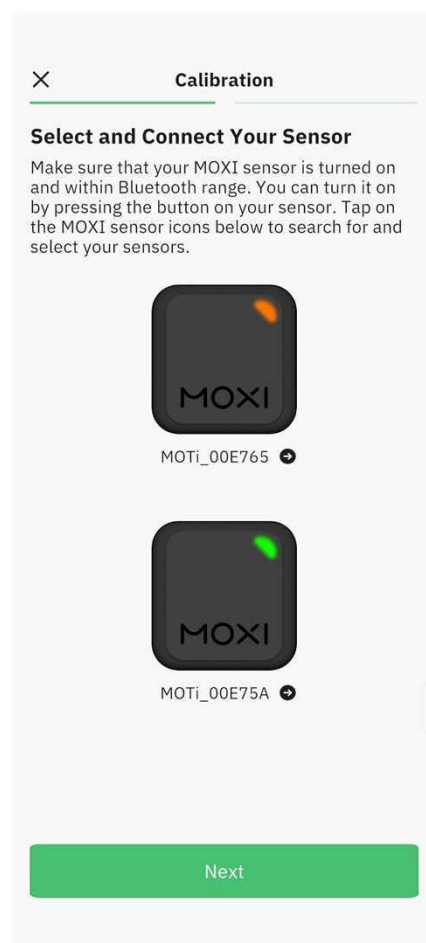 Calibration
Select and Connect Your Sensor
Make sure that your MOXI sensor is turned on
and within Bluetooth range. You can turn it on
by pressing the button on your sensor. Tap on
the MOXI sensor icons below to search for and
select your sensors.
MOXI
MOTi_00E765
MOXI
MOTi_00E75A
Next